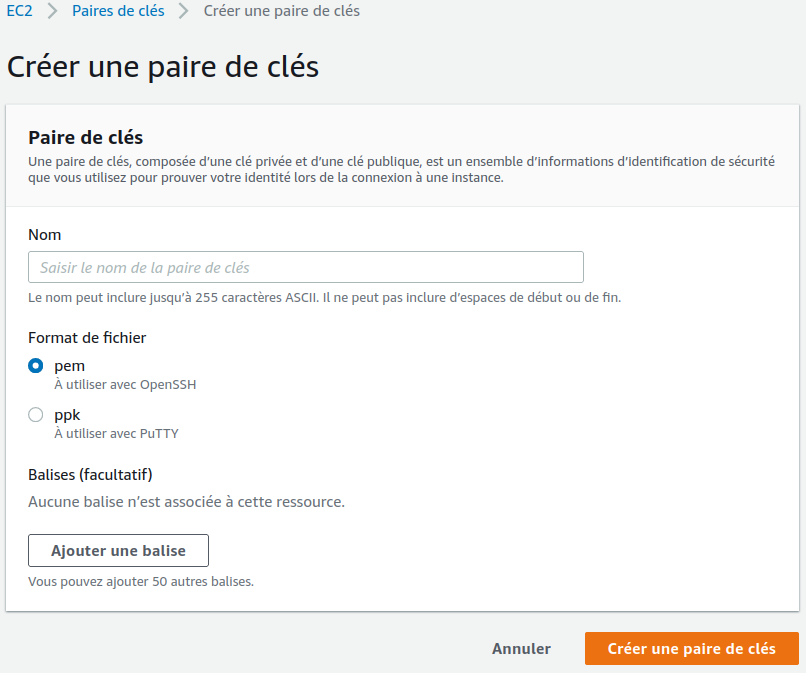 EC2 > Paires de clés > Créer une paire de clés
Créer une paire de clés
Paire de clés
Une paire de clés, composée d’une clé privée et d’une clé publique, est un ensemble d’informations d’identification de sécurité
que vous utilisez pour prouver votre identité lors de la connexion à une instance.
Nom
Saisir le nom de la paire de clés
Le nom peut inclure jusqu’à 255 caractères ASCII. Il ne peut pas inclure d’espaces de début ou de fin.
Format de fichier
pem
À utiliser avec OpenSSH
ppk
À utiliser avec PuTTY
Balises (facultatif)
Aucune balise n’est associée à cette ressource.
Ajouter une balise
Vous pouvez ajouter 50 autres balises.
Annuler Créer une paire de clés